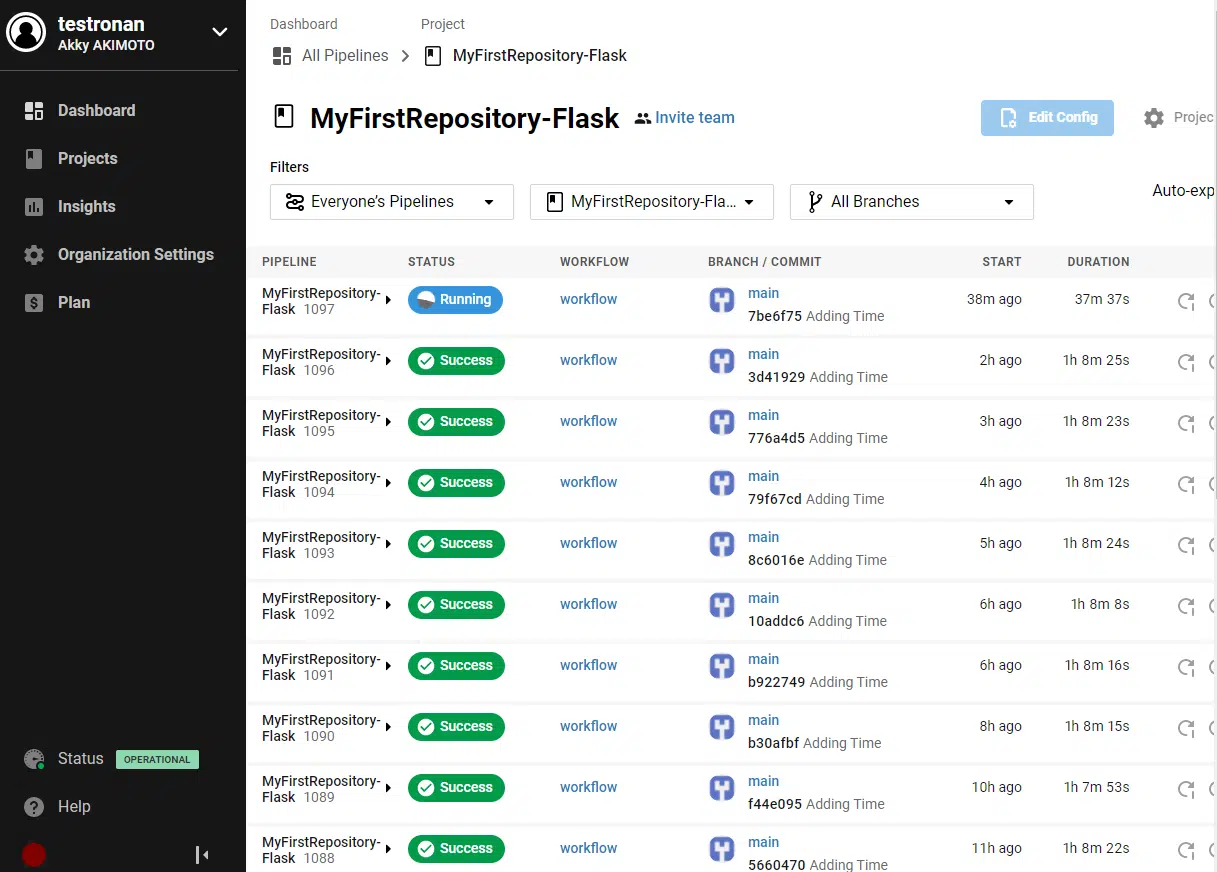 testronan
Akky AKIMOTO
Dashboard
Projects
Insights
Organization Settings
Plan
Status OPERATIONAL
Help
Dashboard Project
All Pipelines MyFirstRepository-Flask
MyFirstRepository-Flask Invite team Edit Config Projec
Filters
Everyone’s Pipelines MyFirstRepository-Fla... All Branches Auto-exp
PIPELINE STATUS WORKFLOW BRANCH / COMMIT START DURATION
MyFirstRepository- Running workflow main 38m ago 37m 37s
Flask 1097 7be6f75 Adding Time
MyFirstRepository- Success workflow main 2h ago 1h 8m 25s
Flask 1096 3d41929 Adding Time
MyFirstRepository- Success workflow main 3h ago 1h 8m 23s
Flask 1095 776a4d5 Adding Time
MyFirstRepository- Success workflow main 4h ago 1h 8m 12s
Flask 1094 79f67cd Adding Time
MyFirstRepository- Success workflow main 5h ago 1h 8m 24s
Flask 1093 8c6016e Adding Time
MyFirstRepository- Success workflow main 6h ago 1h 8m 8s
Flask 1092 10addc6 Adding Time
MyFirstRepository- Success workflow main 6h ago 1h 8m 16s
Flask 1091 b922749 Adding Time
MyFirstRepository- Success workflow main 8h ago 1h 8m 15s
Flask 1090 b30afbf Adding Time
MyFirstRepository- Success workflow main 10h ago 1h 7m 53s
Flask 1089 f44e095 Adding Time
MyFirstRepository- Success workflow main 11h ago 1h 8m 22s
Flask 1088 5660470 Adding Time